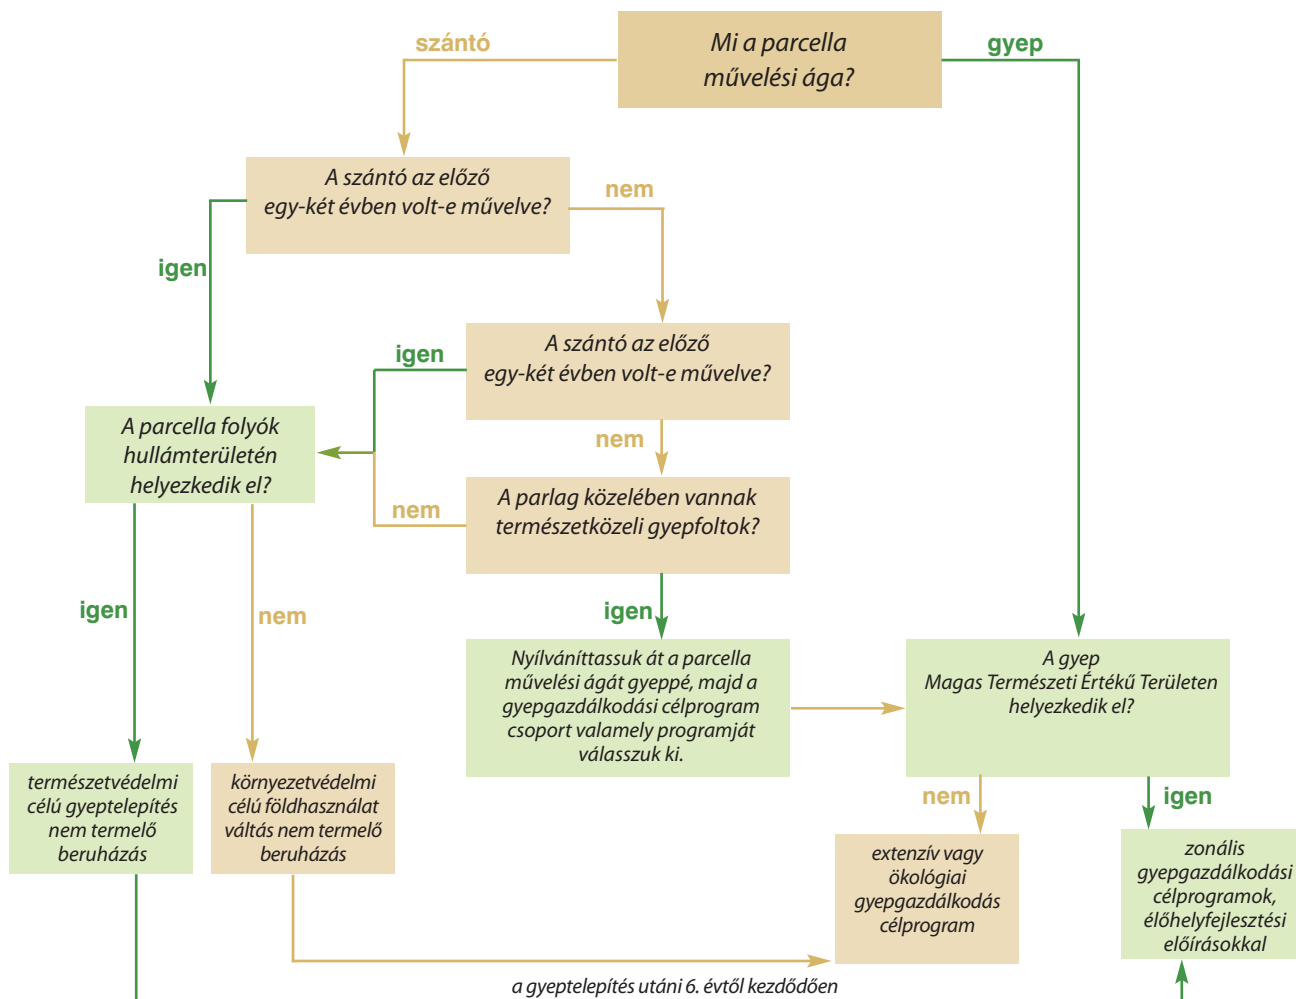 Mi a parcella
művelési ága?
szántó
gyep
A szántó az előző
egy-két évben volt-e művelve?
nem
igen
A szántó az előző
egy-két évben volt-e művelve?
igen
nem
A parcella folyók
hullámterületén
helyezkedik el?
A parlag közelében vannak
természetközeli gyepfoltok?
nem
igen
nem
igen
Nyílváníttassuk át a parcella
művelési ágát gyeppé, majd a
gyepgazdálkodási célprogram
csoport valamely programját
válasszuk ki.
A gyep
Magas Természeti Értékű Területen
helyezkedik el?
nem
igen
természetvédelmi
célú gyeptelepítés
nem termelő
beruházás
környezetvédelmi
célú földhasználat
váltás nem termelő
beruházás
extenzív vagy
ökológiai
gyepgazdálkodás
célprogram
zonális
gyepgazdálkodási
célprogramok,
élőhelyfejlesztési
előírásokkal
a gyeptelepítés utáni 6. évtől kezdődően